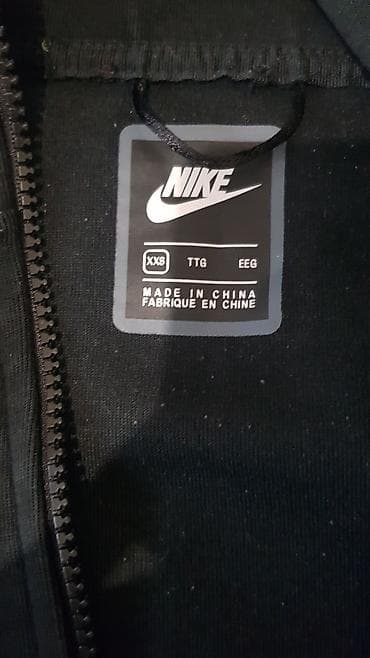 NIKE
XXS TTG EEG
MADE IN CHINA
FABRIQUE EN CHINE